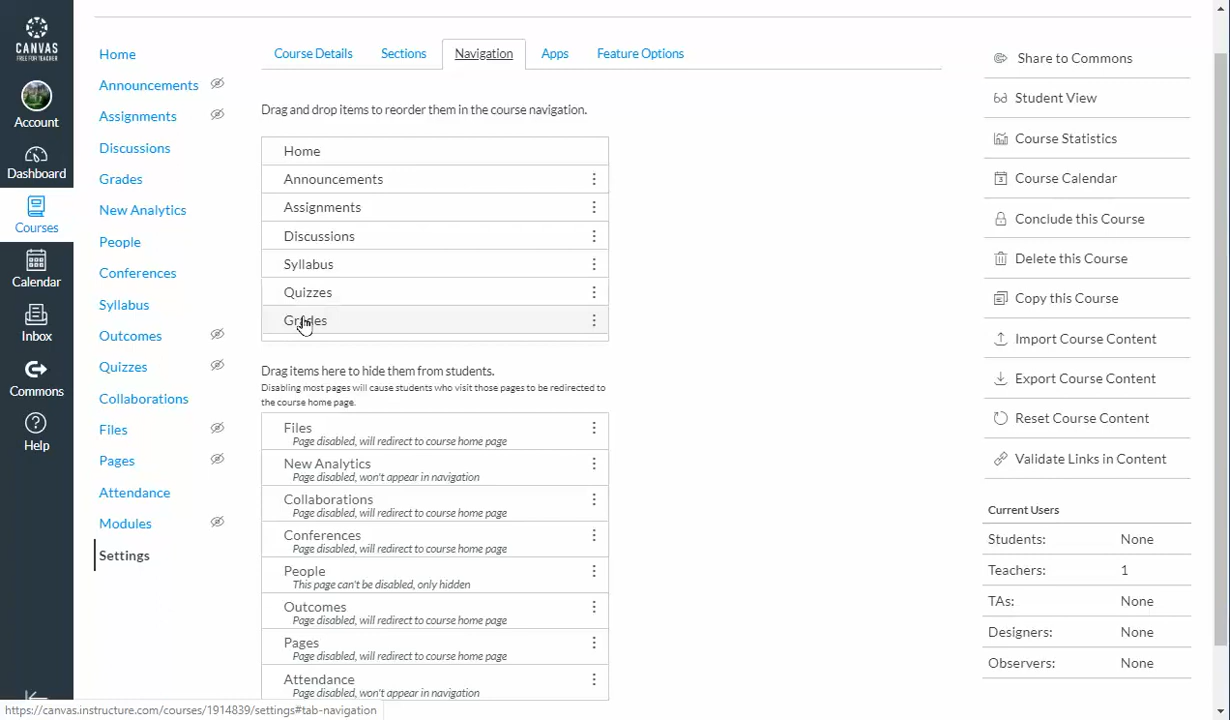 CANVAS
FREE FOR TEACHER
Account
Dashboard
Courses
Calendar
Inbox
Commons
Help
Home
Announcements
Assignments
Discussions
Grades
New Analytics
People
Conferences
Syllabus
Outcomes
Quizzes
Collaborations
Files
Pages
Attendance
Modules
Settings
Course Details
Sections
Navigation
Apps
Feature Options
Drag and drop items to reorder them in the course navigation.
Home
Announcements
Assignments
Discussions
Syllabus
Quizzes
Grades
Drag items here to hide them from students.
Disabling most pages will cause students who visit those pages to be redirected to
the course home page.
Files
Page disabled, will redirect to course home page
New Analytics
Page disabled, won't appear in navigation
Collaborations
Page disabled, will redirect to course home page
Conferences
Page disabled, will redirect to course home page
People
This page can't be disabled, only hidden
Outcomes
Page disabled, will redirect to course home page
Pages
Page disabled, will redirect to course home page
Attendance
Page disabled, won't appear in navigation
Share to Commons
Student View
Course Statistics
Course Calendar
Conclude this Course
Delete this Course
Copy this Course
Import Course Content
Export Course Content
Reset Course Content
Validate Links in Content
Current Users
Students: None
Teachers: 1
TAs: None
Designers: None
Observers: None
https://canvas.instructure.com/courses/1914839/settings#tab-navigation